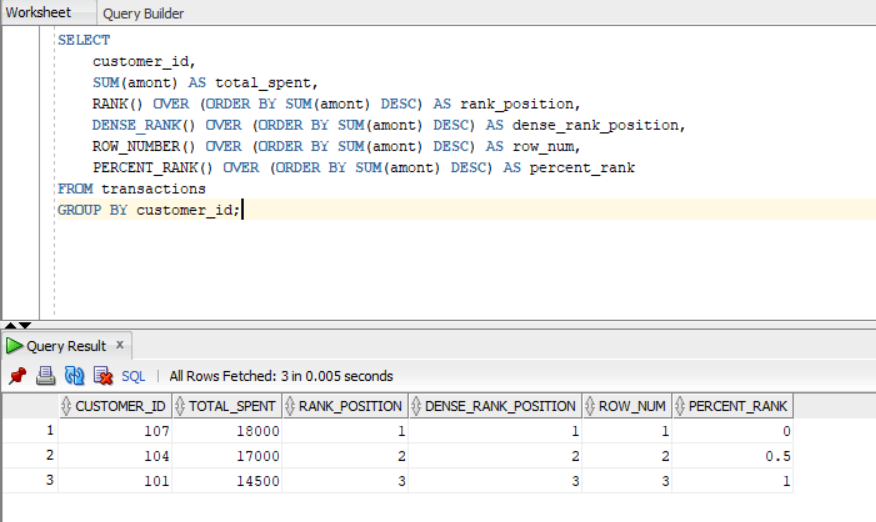 Worksheet Query Builder
SELECT
customer_id,
SUM(amont) AS total_spent,
RANK() OVER (ORDER BY SUM(amont) DESC) AS rank_position,
DENSE_RANK() OVER (ORDER BY SUM(amont) DESC) AS dense_rank_position,
ROW_NUMBER() OVER (ORDER BY SUM(amont) DESC) AS row_num,
PERCENT_RANK() OVER (ORDER BY SUM(amont) DESC) AS percent_rank
FROM transactions
GROUP BY customer_id;
Query Result x
SQL | All Rows Fetched: 3 in 0.005 seconds
CUSTOMER_ID TOTAL_SPENT RANK_POSITION DENSE_RANK_POSITION ROW_NUM PERCENT_RANK
1 107 18000 1 1 1 0
2 104 17000 2 2 2 0.5
3 101 14500 3 3 3 1